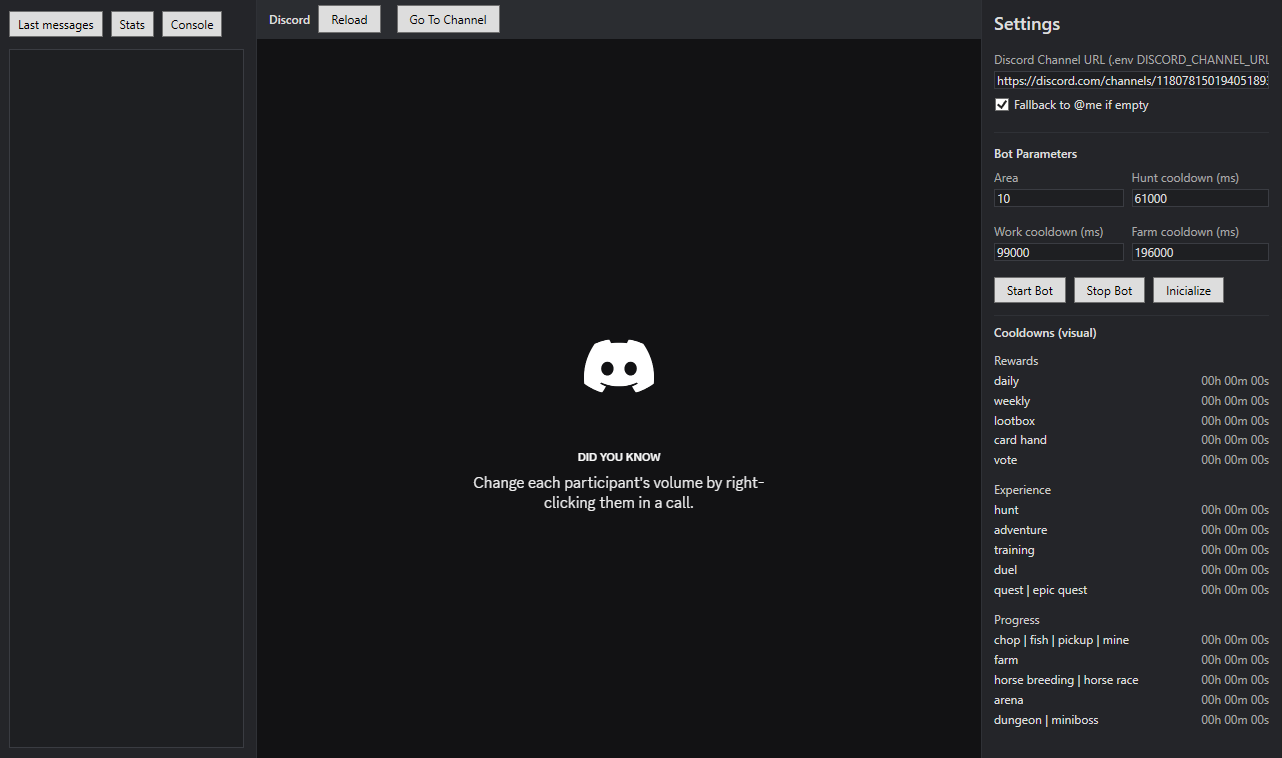 Last messages
Stats
Console
Discord
Reload
Go To Channel
DID YOU KNOW
Change each participant's volume by right-
clicking them in a call.
Settings
Discord Channel URL (.env DISCORD_CHANNEL_URL
https://discord.com/channels/118078150194051893
Fallback to @me if empty
Bot Parameters
Area
Hunt cooldown (ms)
10
61000
Work cooldown (ms)
Farm cooldown (ms)
99000
196000
Start Bot
Stop Bot
Inicialize
Cooldowns (visual)
Rewards
daily 00h 00m 00s
weekly 00h 00m 00s
lootbox 00h 00m 00s
card hand 00h 00m 00s
vote 00h 00m 00s
Experience
hunt 00h 00m 00s
adventure 00h 00m 00s
training 00h 00m 00s
duel 00h 00m 00s
quest | epic quest 00h 00m 00s
Progress
chop | fish | pickup | mine 00h 00m 00s
farm 00h 00m 00s
horse breeding | horse race 00h 00m 00s
arena 00h 00m 00s
dungeon | miniboss 00h 00m 00s